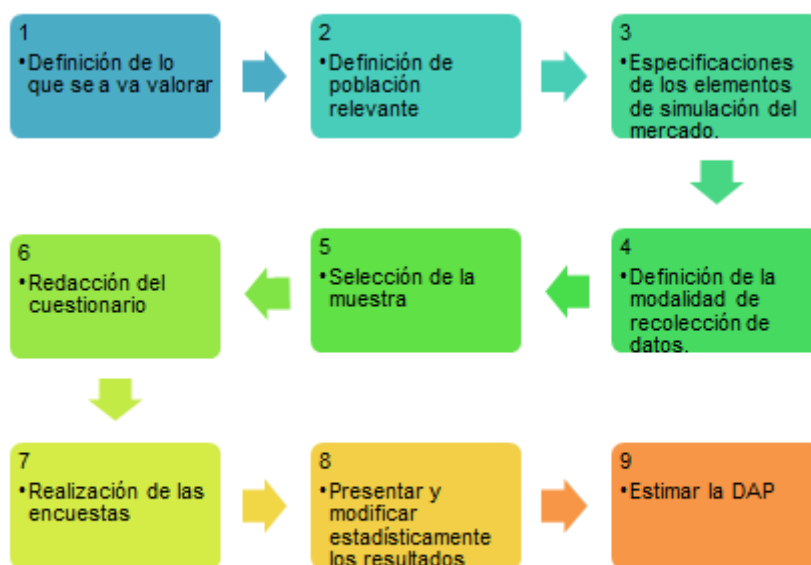 1
•Definición de lo
que se a va valorar
2
•Definición de
población
relevante
3
•Especificaciones
de los elementos
de simulación del
mercado.
6
•Redacción del
cuestionario
5
•Selección de la
muestra
4
•Definición de la
modalidad de
recolección de
datos.
7
•Realización de las
encuestas
8
•Presentar y
modificar
estadísticamente
los resultados
9
•Estimar la DAP